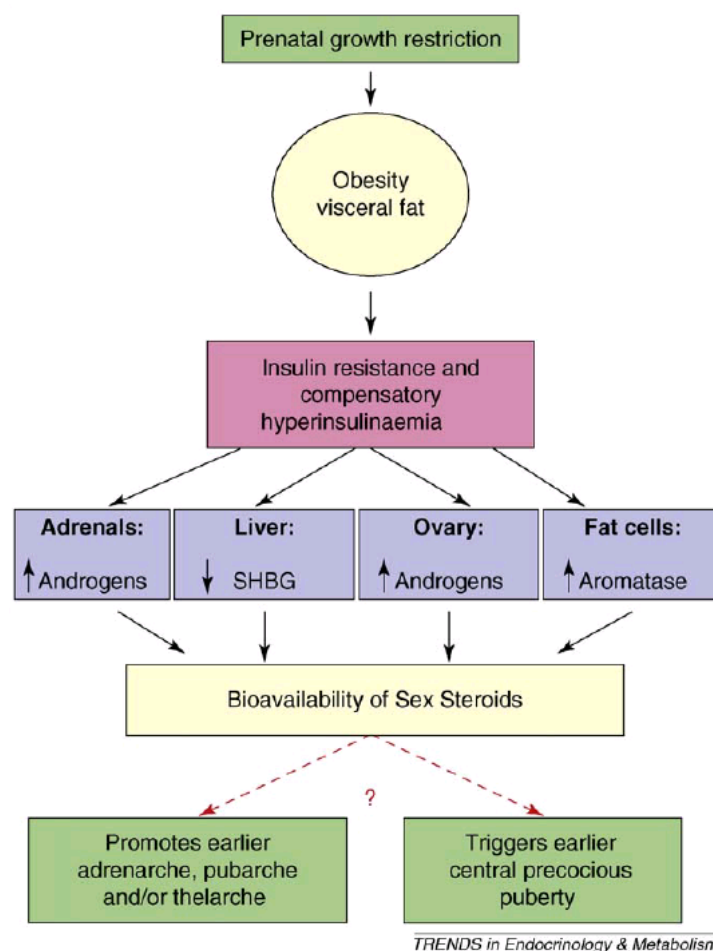 Prenatal growth restriction
Obesity
visceral fat
Insulin resistance and
compensatory
hyperinsulinaemia
Adrenals:
↑ Androgens
Liver:
↓ SHBG
Ovary:
↑ Androgens
Fat cells:
↑ Aromatase
Bioavailability of Sex Steroids
?
Promotes earlier
adrenarche, pubarche
and/or thelarche
Triggers earlier
central precocious
puberty
TRENDS in Endocrinology & Metabolism